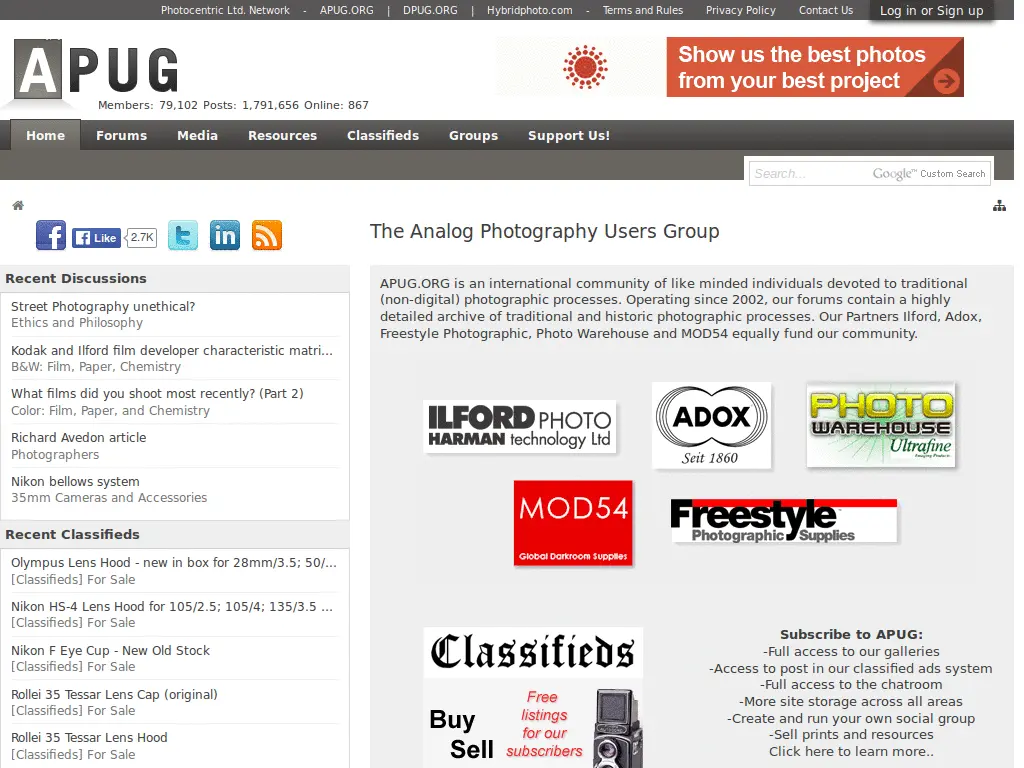 Photocentric Ltd. Network - APUG.ORG | DPUG.ORG | Hybridphoto.com - Terms and Rules Privacy Policy Contact Us Log in or Sign up
APUG
Members: 79,102 Posts: 1,791,656 Online: 867
Show us the best photos
from your best project
Home Forums Media Resources Classifieds Groups Support Us!
Search... Google™ Custom Search
Like 2.7K
The Analog Photography Users Group
Recent Discussions
Street Photography unethical?
Ethics and Philosophy
Kodak and Ilford film developer characteristic matri...
B&W: Film, Paper, Chemistry
What films did you shoot most recently? (Part 2)
Color: Film, Paper, and Chemistry
Richard Avedon article
Photographers
Nikon bellows system
35mm Cameras and Accessories
Recent Classifieds
Olympus Lens Hood - new in box for 28mm/3.5; 50/...
[Classifieds] For Sale
Nikon HS-4 Lens Hood for 105/2.5; 105/4; 135/3.5 ...
[Classifieds] For Sale
Nikon F Eye Cup - New Old Stock
[Classifieds] For Sale
Rollei 35 Tessar Lens Cap (original)
[Classifieds] For Sale
Rollei 35 Tessar Lens Hood
[Classifieds] For Sale
APUG.ORG is an international community of like minded individuals devoted to traditional
(non-digital) photographic processes. Operating since 2002, our forums contain a highly
detailed archive of traditional and historic photographic processes. Our Partners Ilford, Adox,
Freestyle Photographic, Photo Warehouse and MOD54 equally fund our community.
ILFORD PHOTO
HARMAN technology Ltd
ADOX
Seit 1860
PHOTO
WAREHOUSE
Ultrafine
Imaging Products
MOD54
Global Darkroom Supplies
Freestyle™
Photographic Supplies
Classifieds
Buy
Sell
Free
listings
for our
subscribers
Subscribe to APUG:
-Full access to our galleries
-Access to post in our classified ads system
-Full access to the chatroom
-More site storage across all areas
-Create and run your own social group
-Sell prints and resources
Click here to learn more..